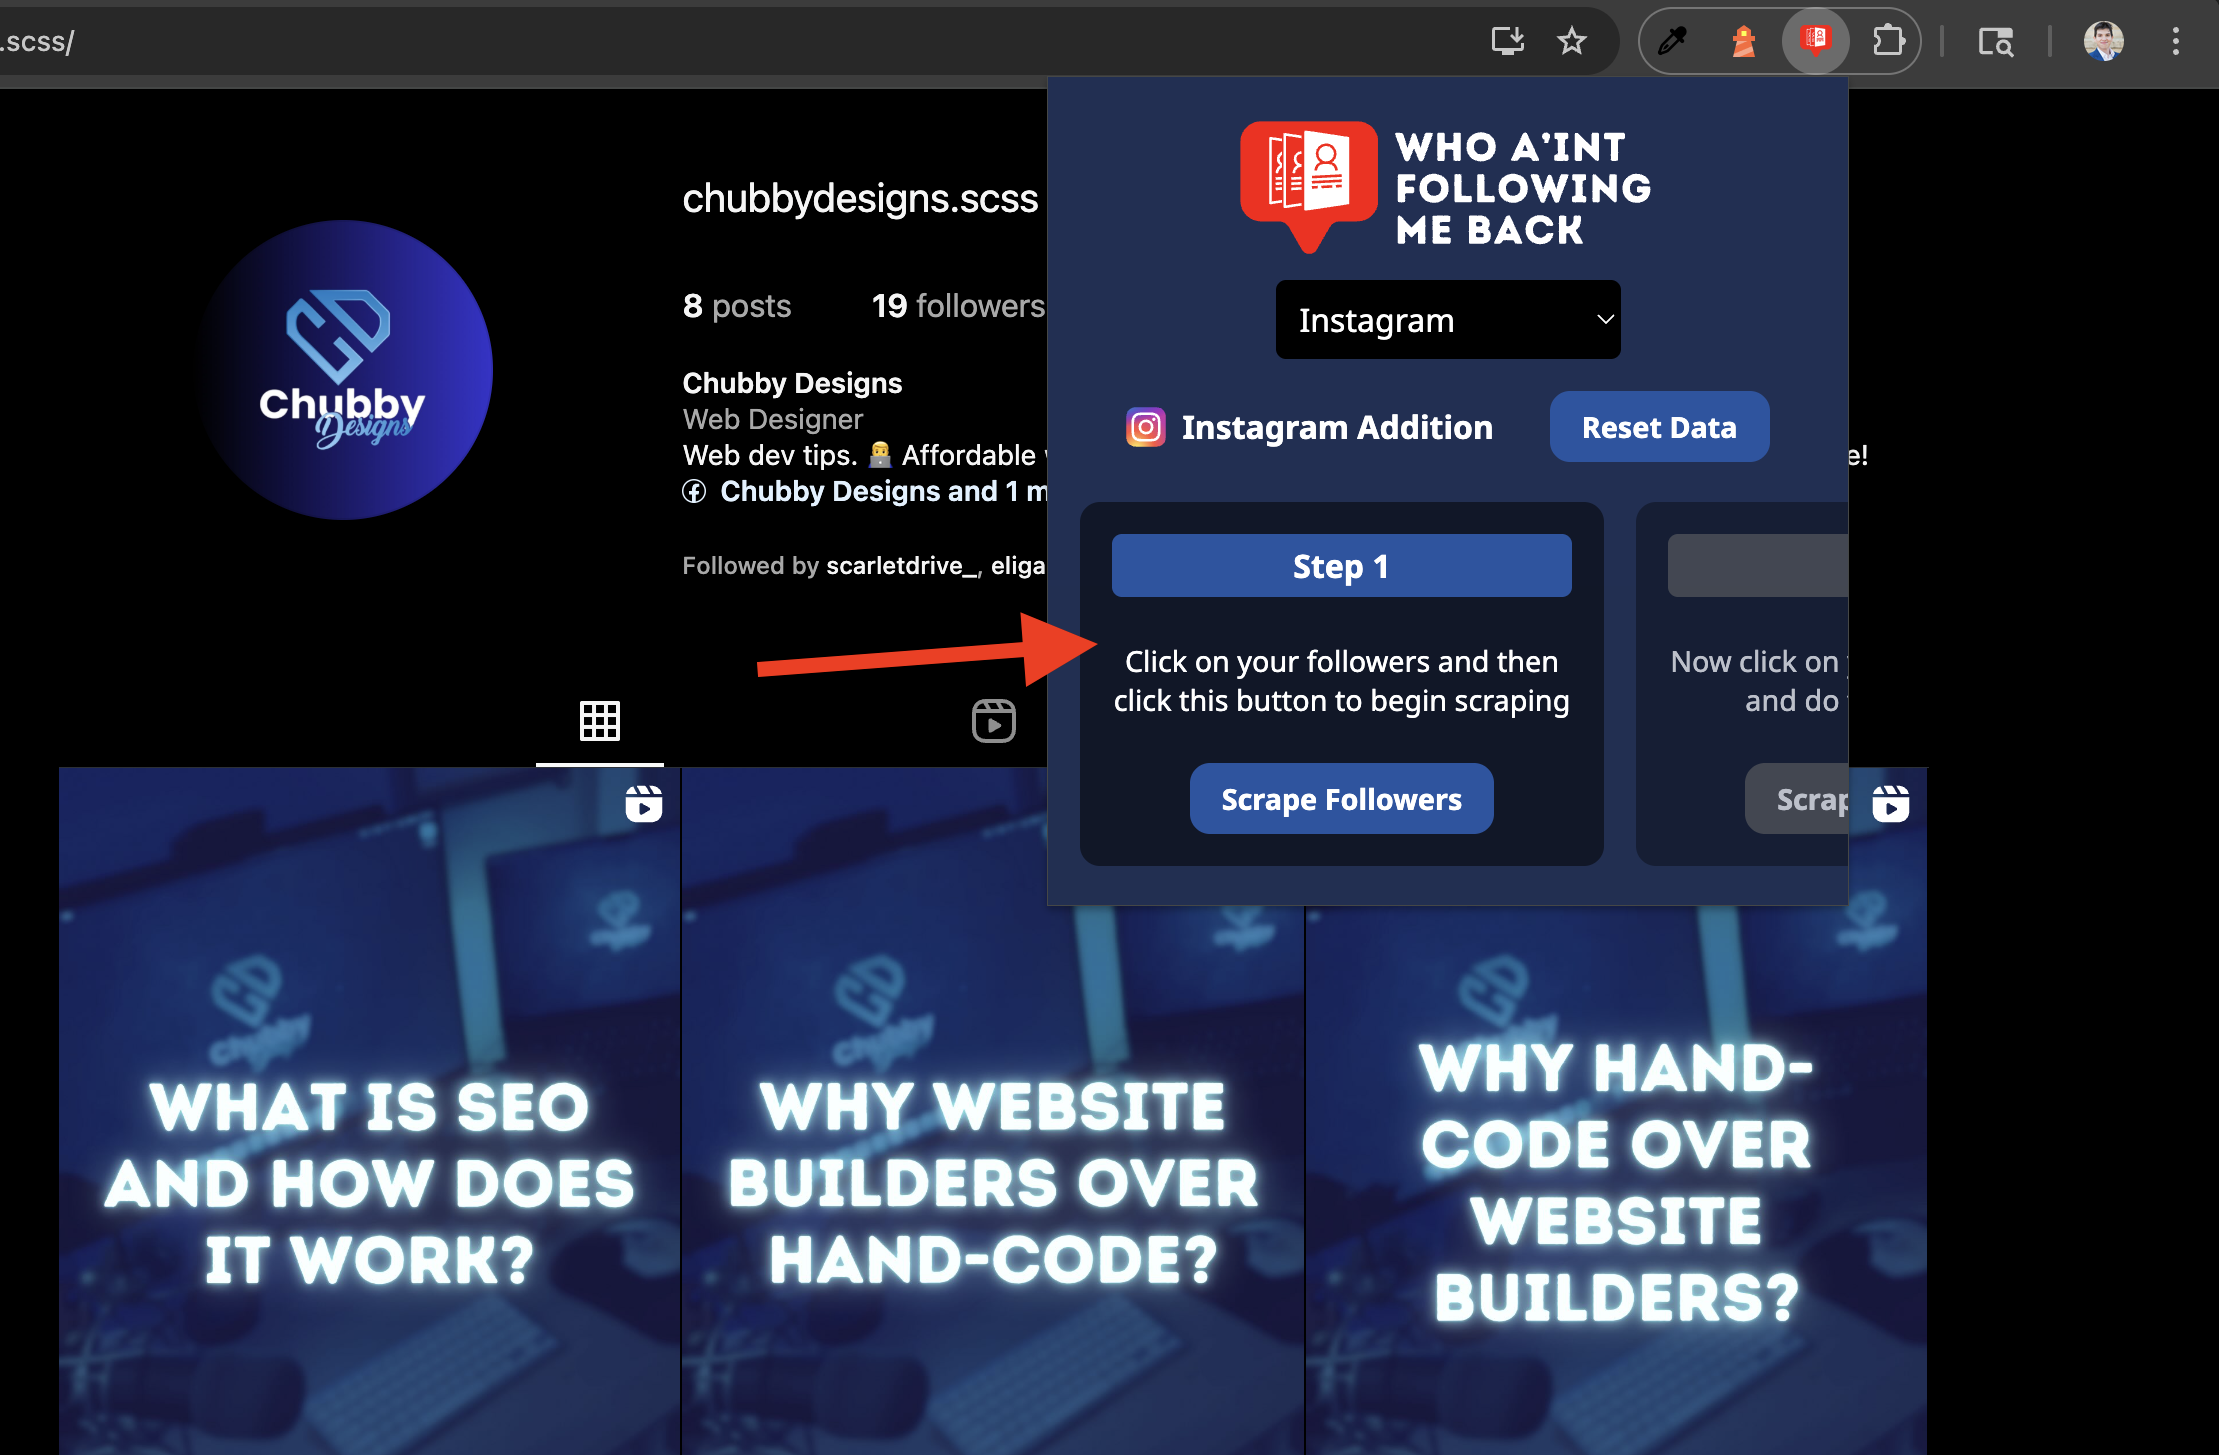 .scss/
WHO A'INT
FOLLOWING
ME BACK
Instagram
Instagram Addition
Reset Data
Step 1
Click on your followers and then
click this button to begin scraping
Scrape Followers
Now click on
and do
Scrap
chubbydesigns.scss
8 posts 19 followers
Chubby Designs
Web Designer
Web dev tips. 👨‍💻 Affordable e!
Chubby Designs and 1 m
Followed by scarletdrive_, eliga
Chubby
Designs
WHAT IS SEO
AND HOW DOES
IT WORK?
WHY WEBSITE
BUILDERS OVER
HAND-CODE?
WHY HAND-
CODE OVER
WEBSITE
BUILDERS?
chubby
chubby